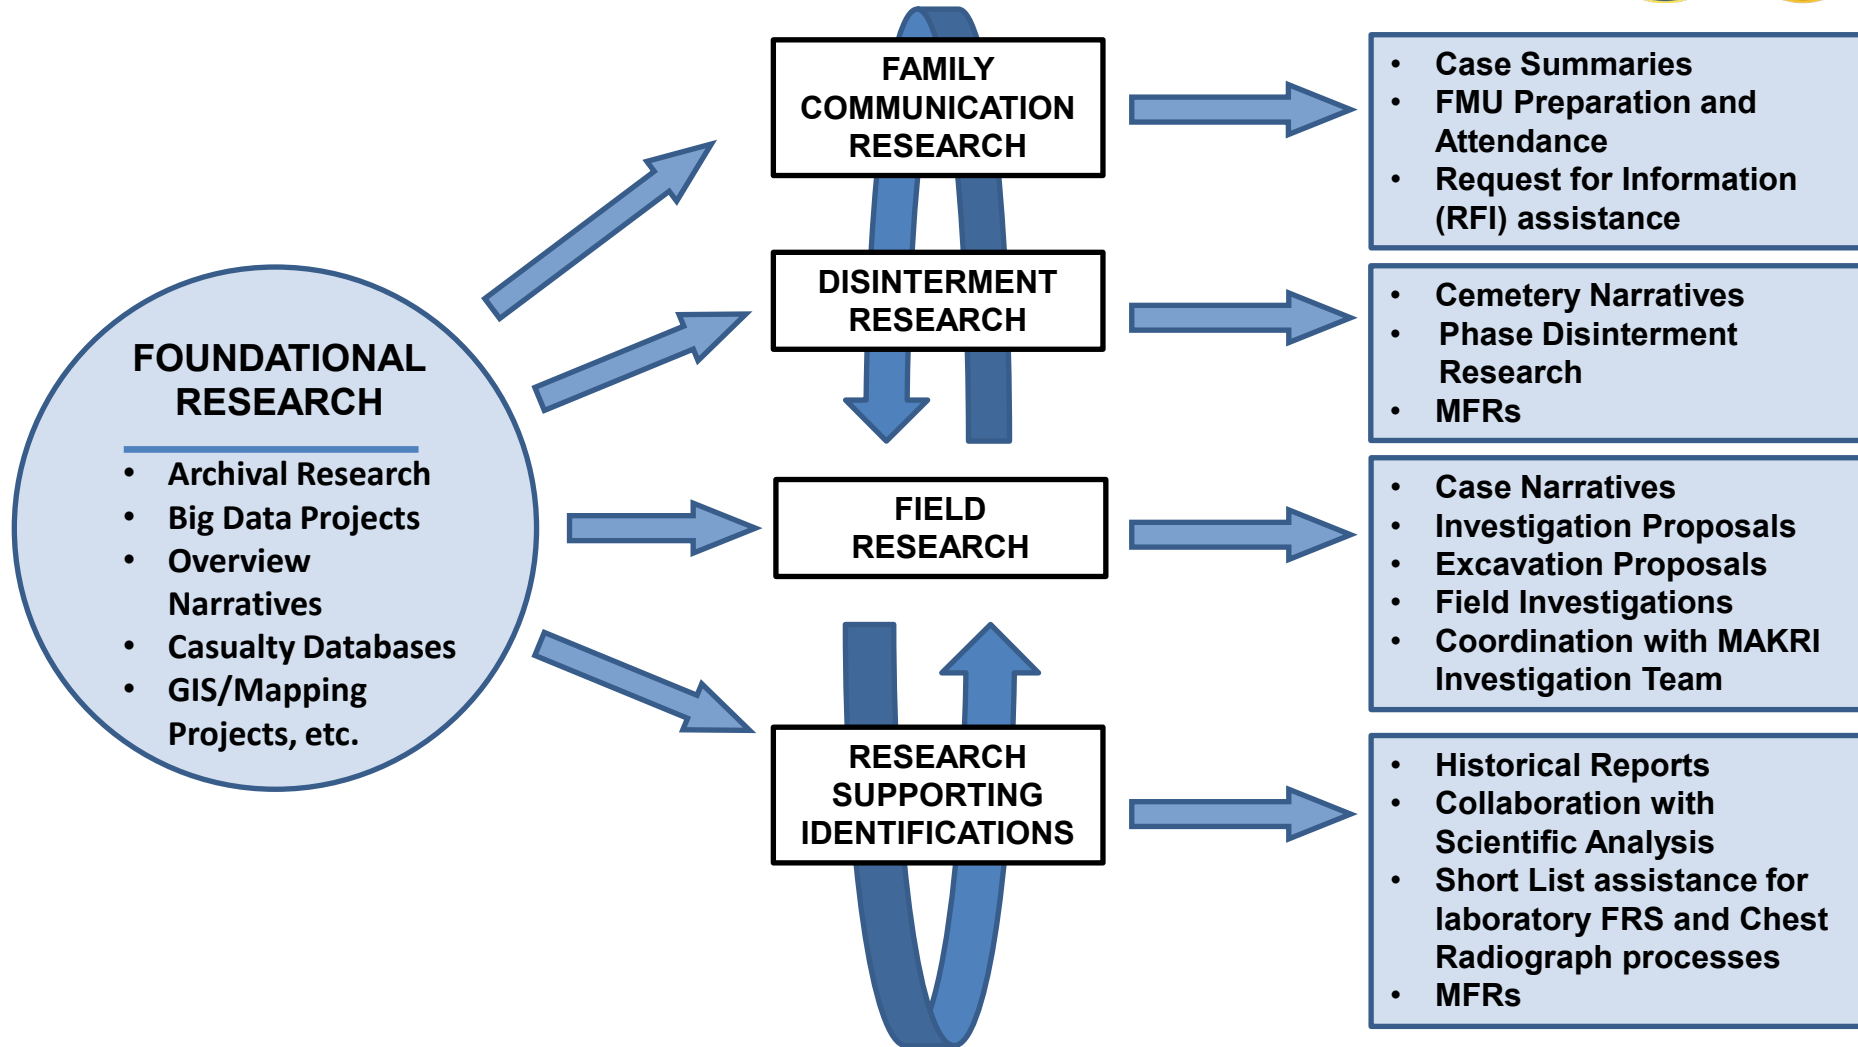 FOUNDATIONAL
RESEARCH
• Archival Research
• Big Data Projects
• Overview
Narratives
• Casualty Databases
• GIS/Mapping
Projects, etc.
FAMILY
COMMUNICATION
RESEARCH
• Case Summaries
• FMU Preparation and
Attendance
• Request for Information
(RFI) assistance
DISINTERMENT
RESEARCH
• Cemetery Narratives
• Phase Disinterment
Research
• MFRs
FIELD
RESEARCH
• Case Narratives
• Investigation Proposals
• Excavation Proposals
• Field Investigations
• Coordination with MAKRI
Investigation Team
RESEARCH
SUPPORTING
IDENTIFICATIONS
• Historical Reports
• Collaboration with
Scientific Analysis
• Short List assistance for
laboratory FRS and Chest
Radiograph processes
• MFRs